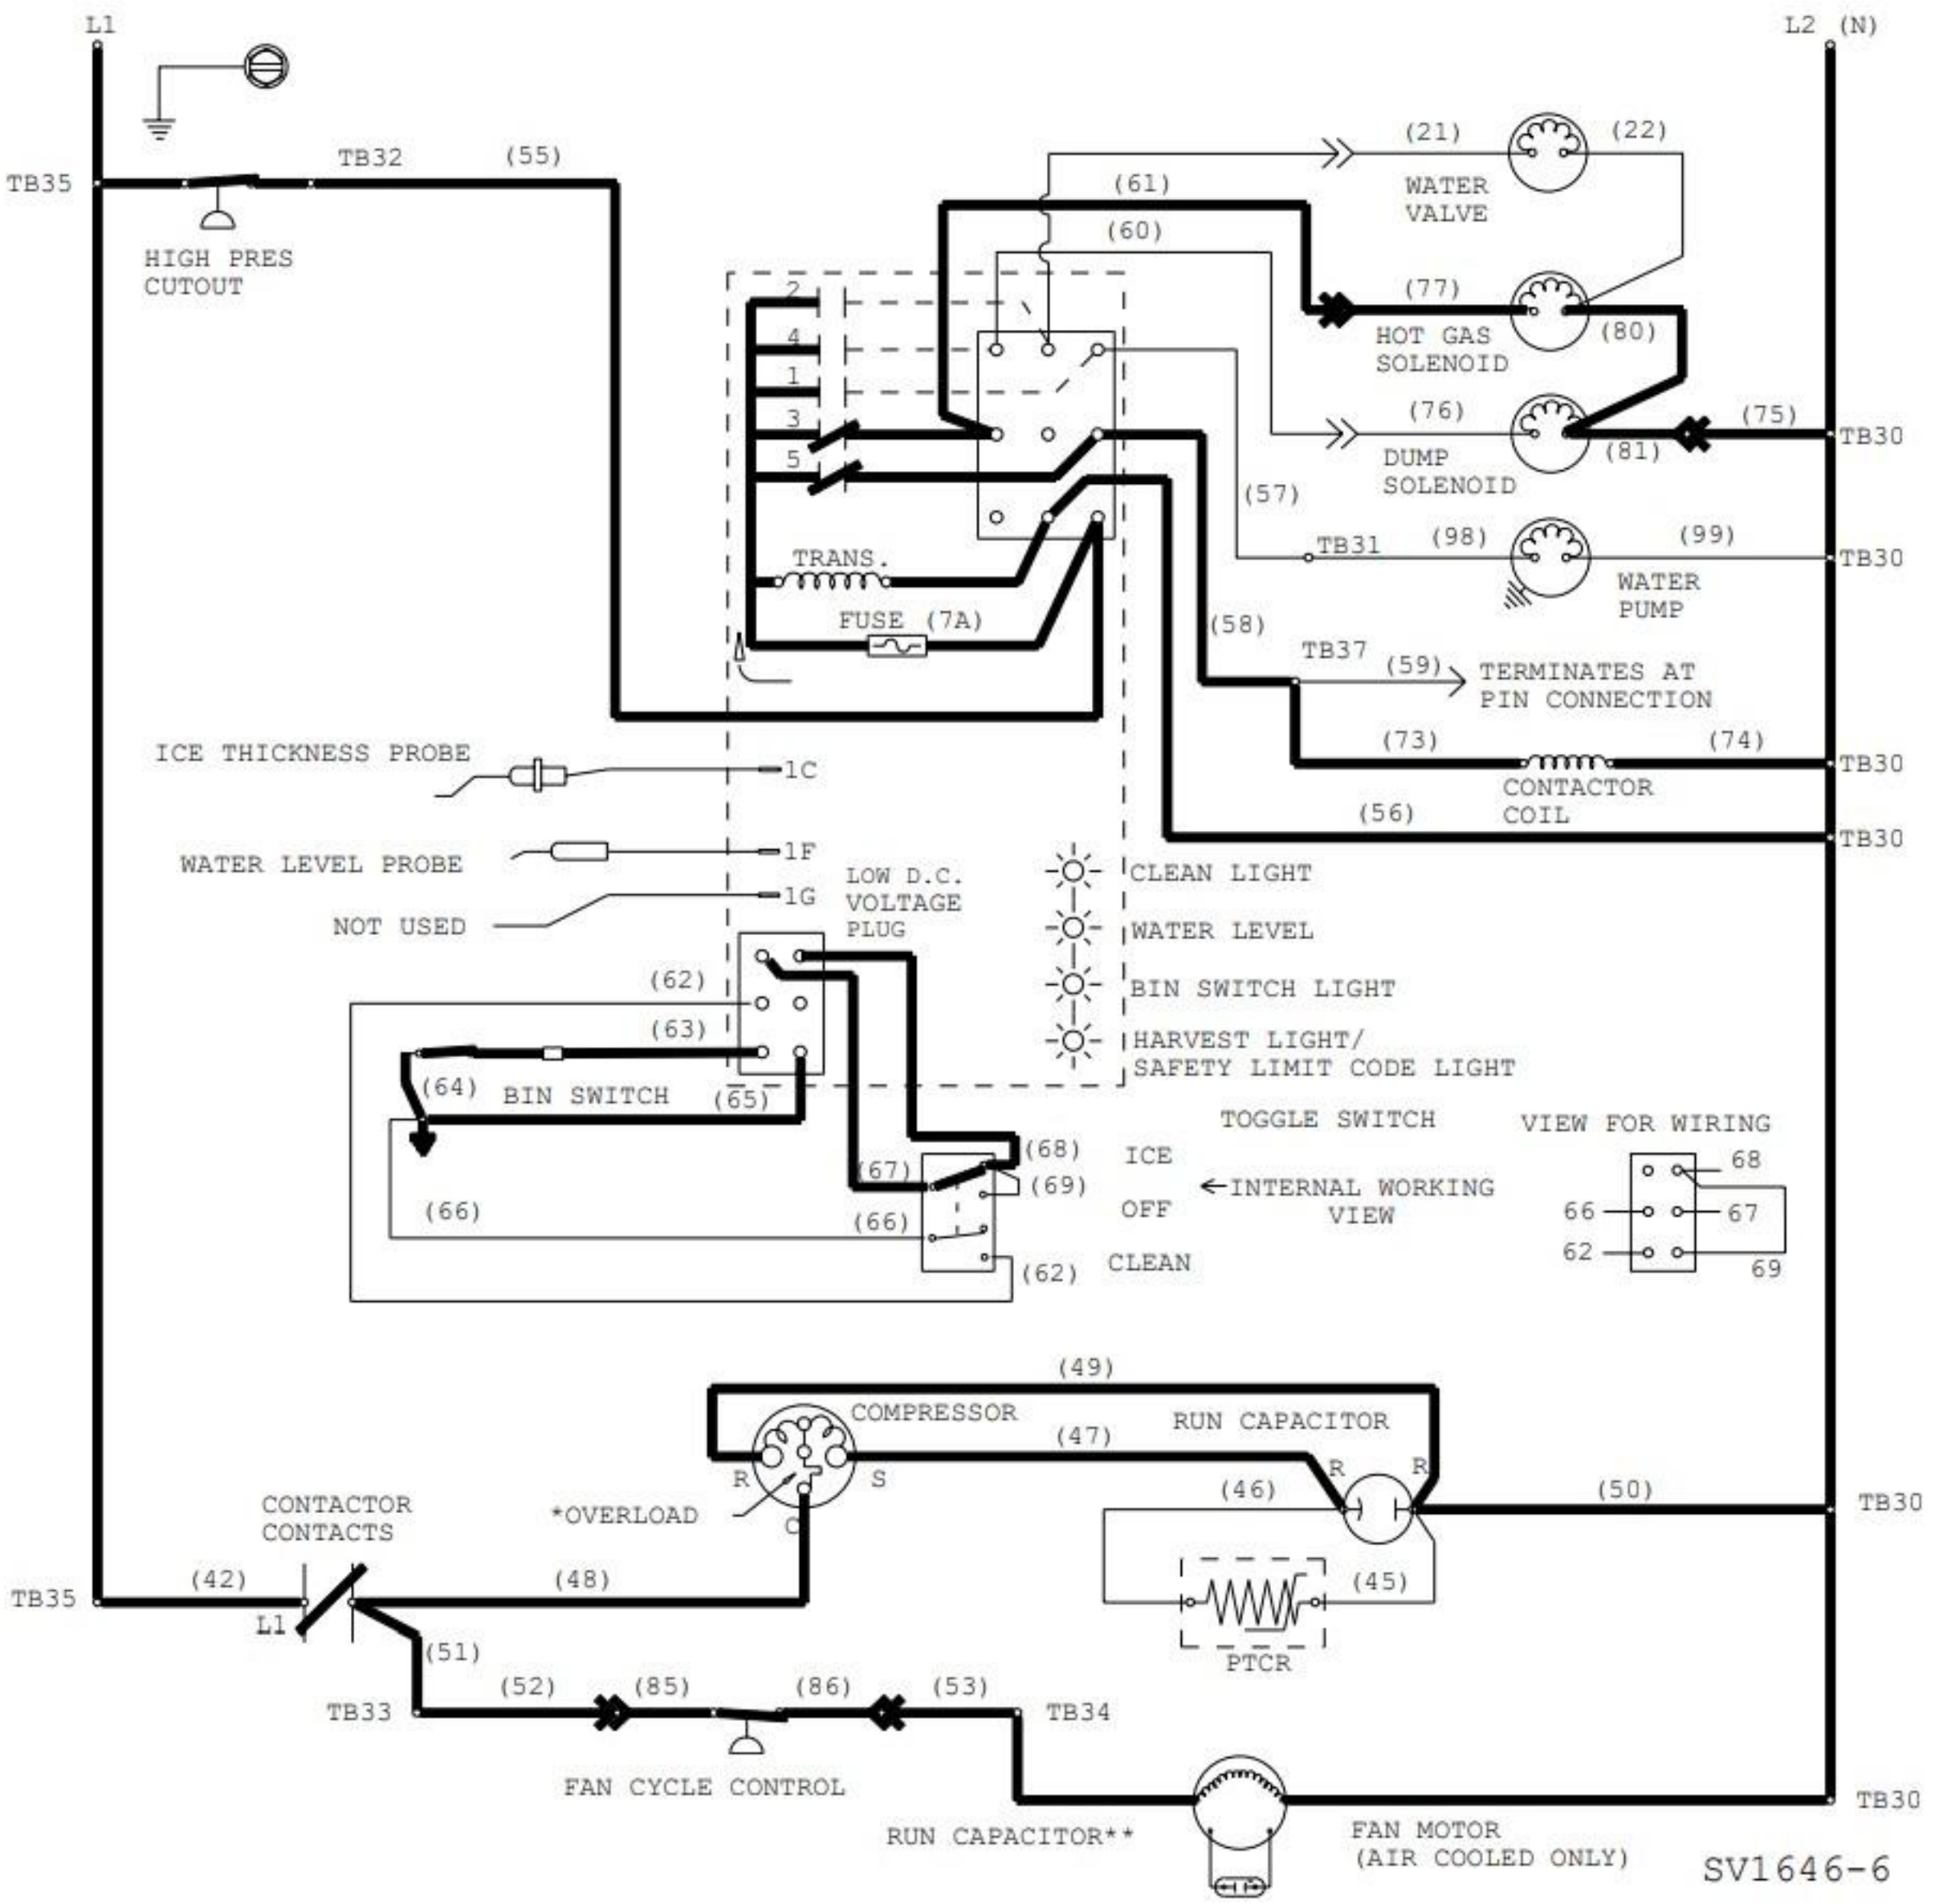 L1
L2 (N)
TB35
TB32
(55)
HIGH PRES
CUTOUT
(21)
(22)
WATER
VALVE
(61)
(60)
(77)
HOT GAS
SOLENOID
(80)
(76)
DUMP
SOLENOID
(81)
(75)
TB30
2
4
1
3
5
(57)
TB31
(98)
(99)
TB30
WATER
PUMP
TRANS.
FUSE (7A)
(58)
TB37
(59)
TERMINATES AT
PIN CONNECTION
(73)
(74)
TB30
CONTACTOR
COIL
(56)
TB30
ICE THICKNESS PROBE
1C
WATER LEVEL PROBE
1F
NOT USED
1G
LOW D.C.
VOLTAGE
PLUG
CLEAN LIGHT
WATER LEVEL
BIN SWITCH LIGHT
HARVEST LIGHT/
SAFETY LIMIT CODE LIGHT
(62)
(63)
(64)
BIN SWITCH
(65)
TOGGLE SWITCH
VIEW FOR WIRING
(68)
ICE
(67)
(69)
INTERNAL WORKING
VIEW
(66)
(66)
OFF
CLEAN
(62)
68
66
67
62
69
(49)
COMPRESSOR
RUN CAPACITOR
(47)
R
S
R
R
*OVERLOAD
C
(46)
(50)
TB30
CONTACTOR
CONTACTS
(42)
(48)
TB35
L1
(45)
PTCR
(51)
TB33
(52)
(85)
(86)
(53)
TB34
FAN CYCLE CONTROL
TB30
RUN CAPACITOR**
FAN MOTOR
(AIR COOLED ONLY)
SV1646-6